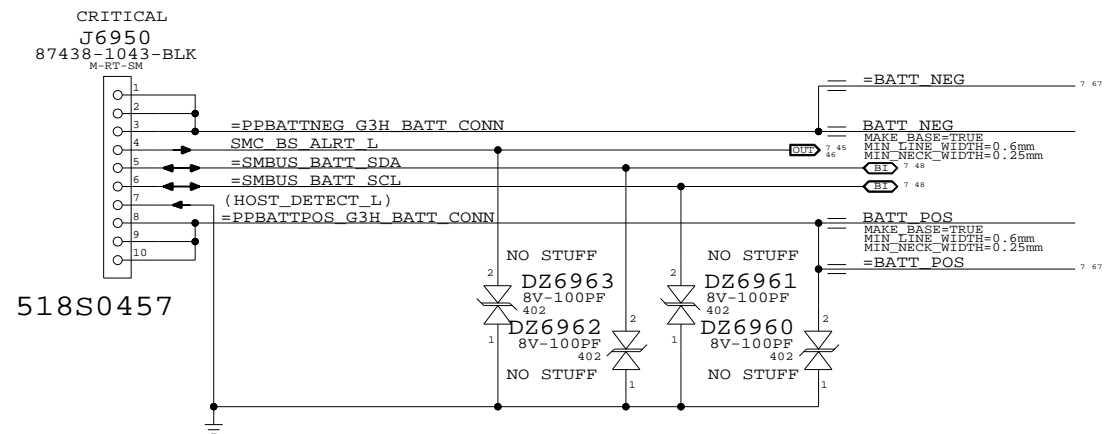 CRITICAL
J6950
87438-1043-BLK
M-RT-SM
1
2
3
4
5
6
7
8
9
10
518S0457
=PPBATTNEG_G3H_BATT_CONN
SMC_BS_ALRT_L
=SMBUS_BATT_SDA
=SMBUS_BATT_SCL
(HOST_DETECT_L)
=PPBATTPOS_G3H_BATT_CONN
=BATT_NEG
7 67
BATT_NEG
MAKE_BASE=TRUE
MIN_LINE_WIDTH=0.6mm
MIN_NECK_WIDTH=0.25mm
OUT
7 45
46
BI
7 48
BI
7 48
BATT_POS
MAKE_BASE=TRUE
MIN_LINE_WIDTH=0.6mm
MIN_NECK_WIDTH=0.25mm
=BATT_POS
7 67
NO STUFF
2
DZ6963
8V-100PF
402
1
DZ6962
8V-100PF
402
NO STUFF
2
1
NO STUFF
2
DZ6961
8V-100PF
402
1
DZ6960
8V-100PF
402
NO STUFF
2
1